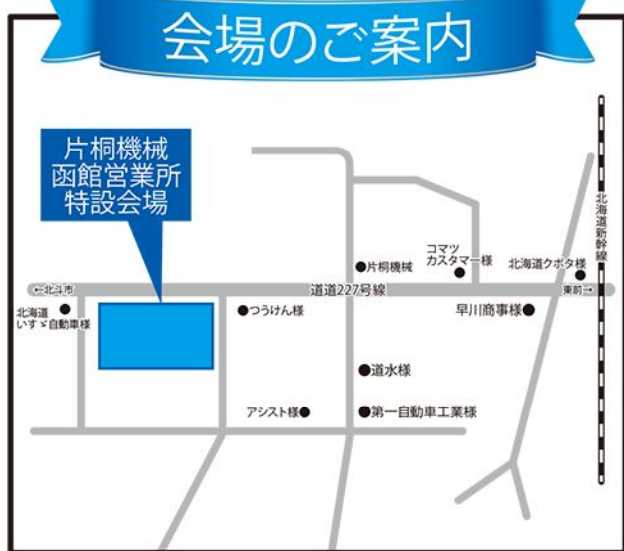 会場のご案内
片桐機械
函館営業所
特設会場
北海道新幹線
片桐機械
コマツ
カスタマー様
北海道クボタ様
←北斗市
道道227号線
東前→
北海道
いすゞ自動車様
つうけん様
早川商事様
道水様
アシスト様
第一自動車工業様